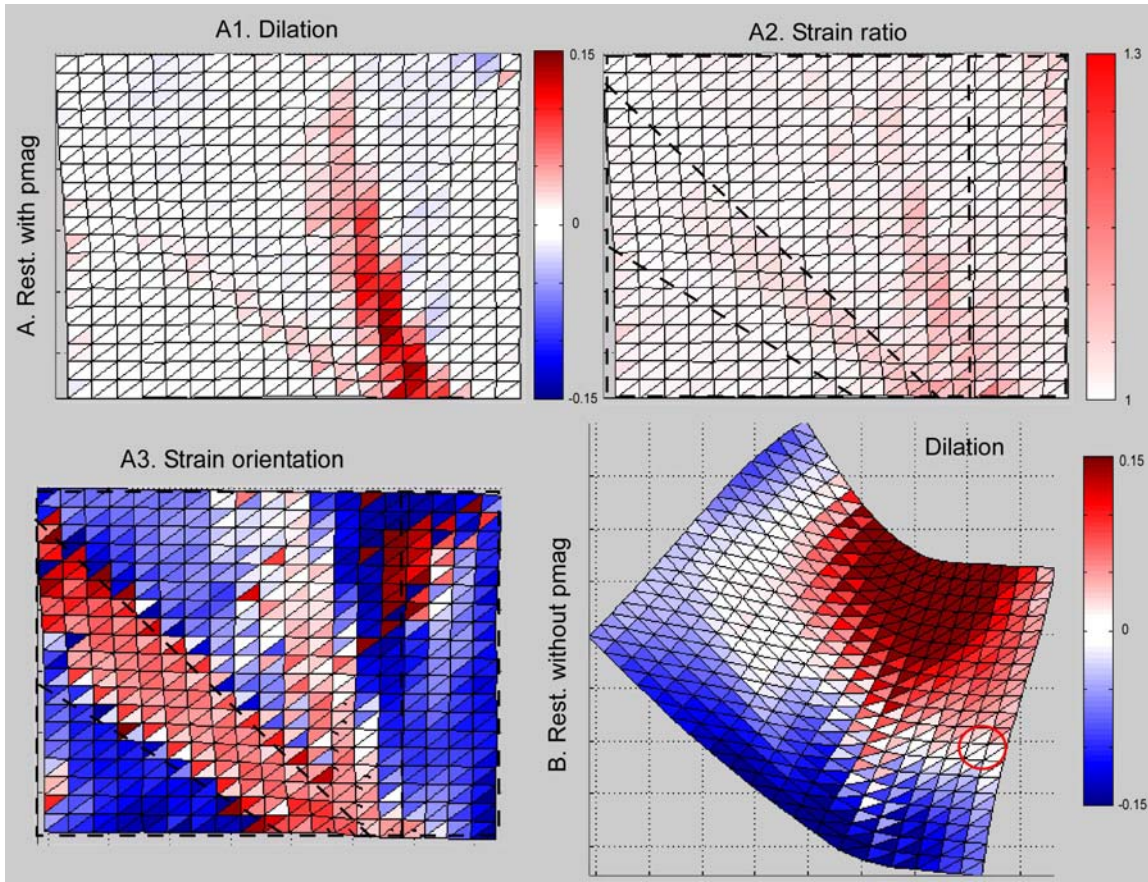 A1. Dilation
A2. Strain ratio
A. Rest. with pmag
0.15
0
-0.15
1.3
1
A3. Strain orientation
Dilation
B. Rest. without pmag
0.15
0
-0.15